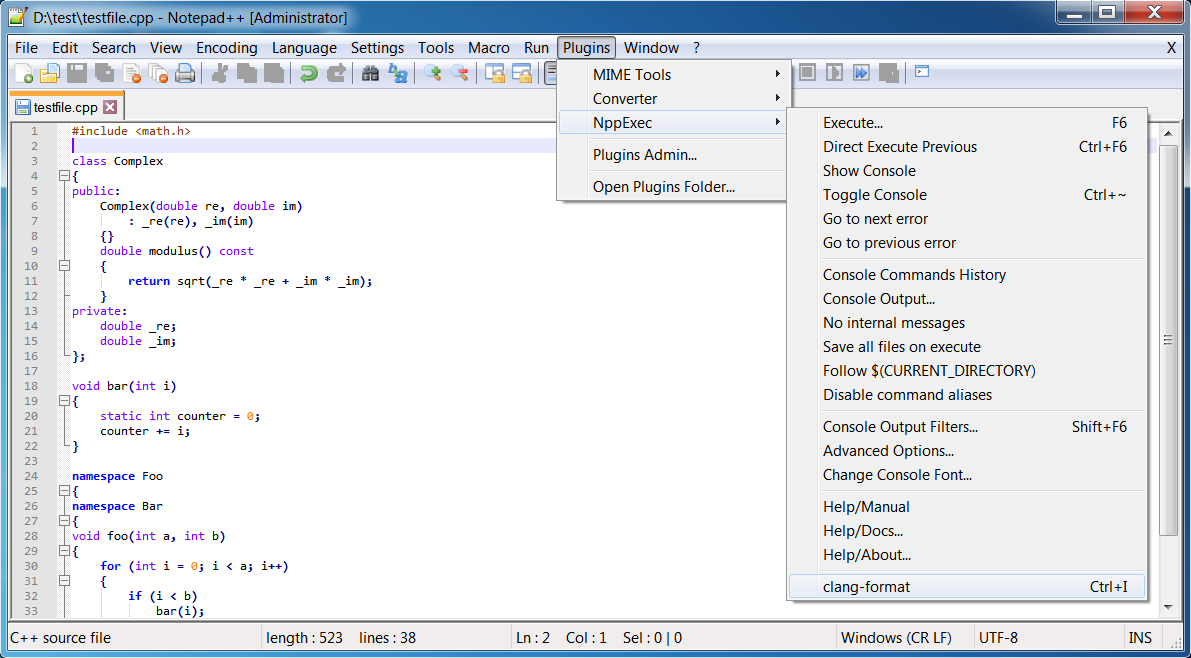 D:\test\testfile.cpp - Notepad++ [Administrator]
File Edit Search View Encoding Language Settings Tools Macro Run Plugins Window ? X
testfile.cpp
MIME Tools
Converter
NppExec
Plugins Admin...
Open Plugins Folder...
Execute... F6
Direct Execute Previous Ctrl+F6
Show Console
Toggle Console Ctrl+~
Go to next error
Go to previous error
Console Commands History
Console Output...
No internal messages
Save all files on execute
Follow $(CURRENT_DIRECTORY)
Disable command aliases
Console Output Filters... Shift+F6
Advanced Options...
Change Console Font...
Help/Manual
Help/Docs...
Help/About...
clang-format Ctrl+I
1 #include <math.h>
2
3 class Complex
4 {
5 public:
6     Complex(double re, double im)
7         : _re(re), _im(im)
8     {}
9     double modulus() const
10     {
11         return sqrt(_re * _re + _im * _im);
12     }
13 private:
14     double _re;
15     double _im;
16 };
17
18 void bar(int i)
19 {
20     static int counter = 0;
21     counter += i;
22 }
23
24 namespace Foo
25 {
26 namespace Bar
27 {
28 void foo(int a, int b)
29 {
30     for (int i = 0; i < a; i++)
31     {
32         if (i < b)
33             bar(i);
C++ source file length : 523 lines : 38 Ln : 2 Col : 1 Sel : 0 | 0 Windows (CR LF) UTF-8 INS